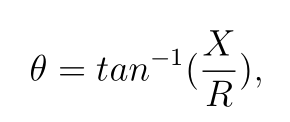 θ = tan⁻¹(X/R),